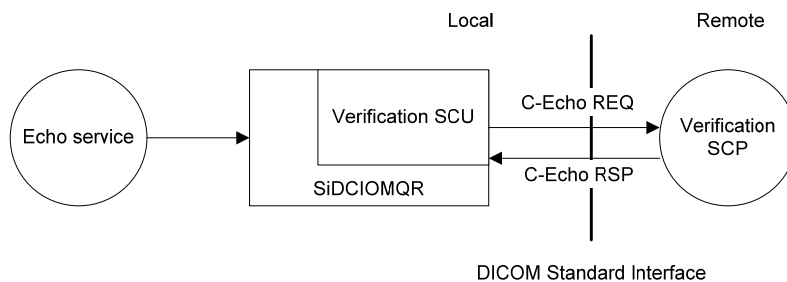 Local
Remote
Echo service
Verification SCU
SiDCIOMQR
C-Echo REQ
C-Echo RSP
Verification
SCP
DICOM Standard Interface